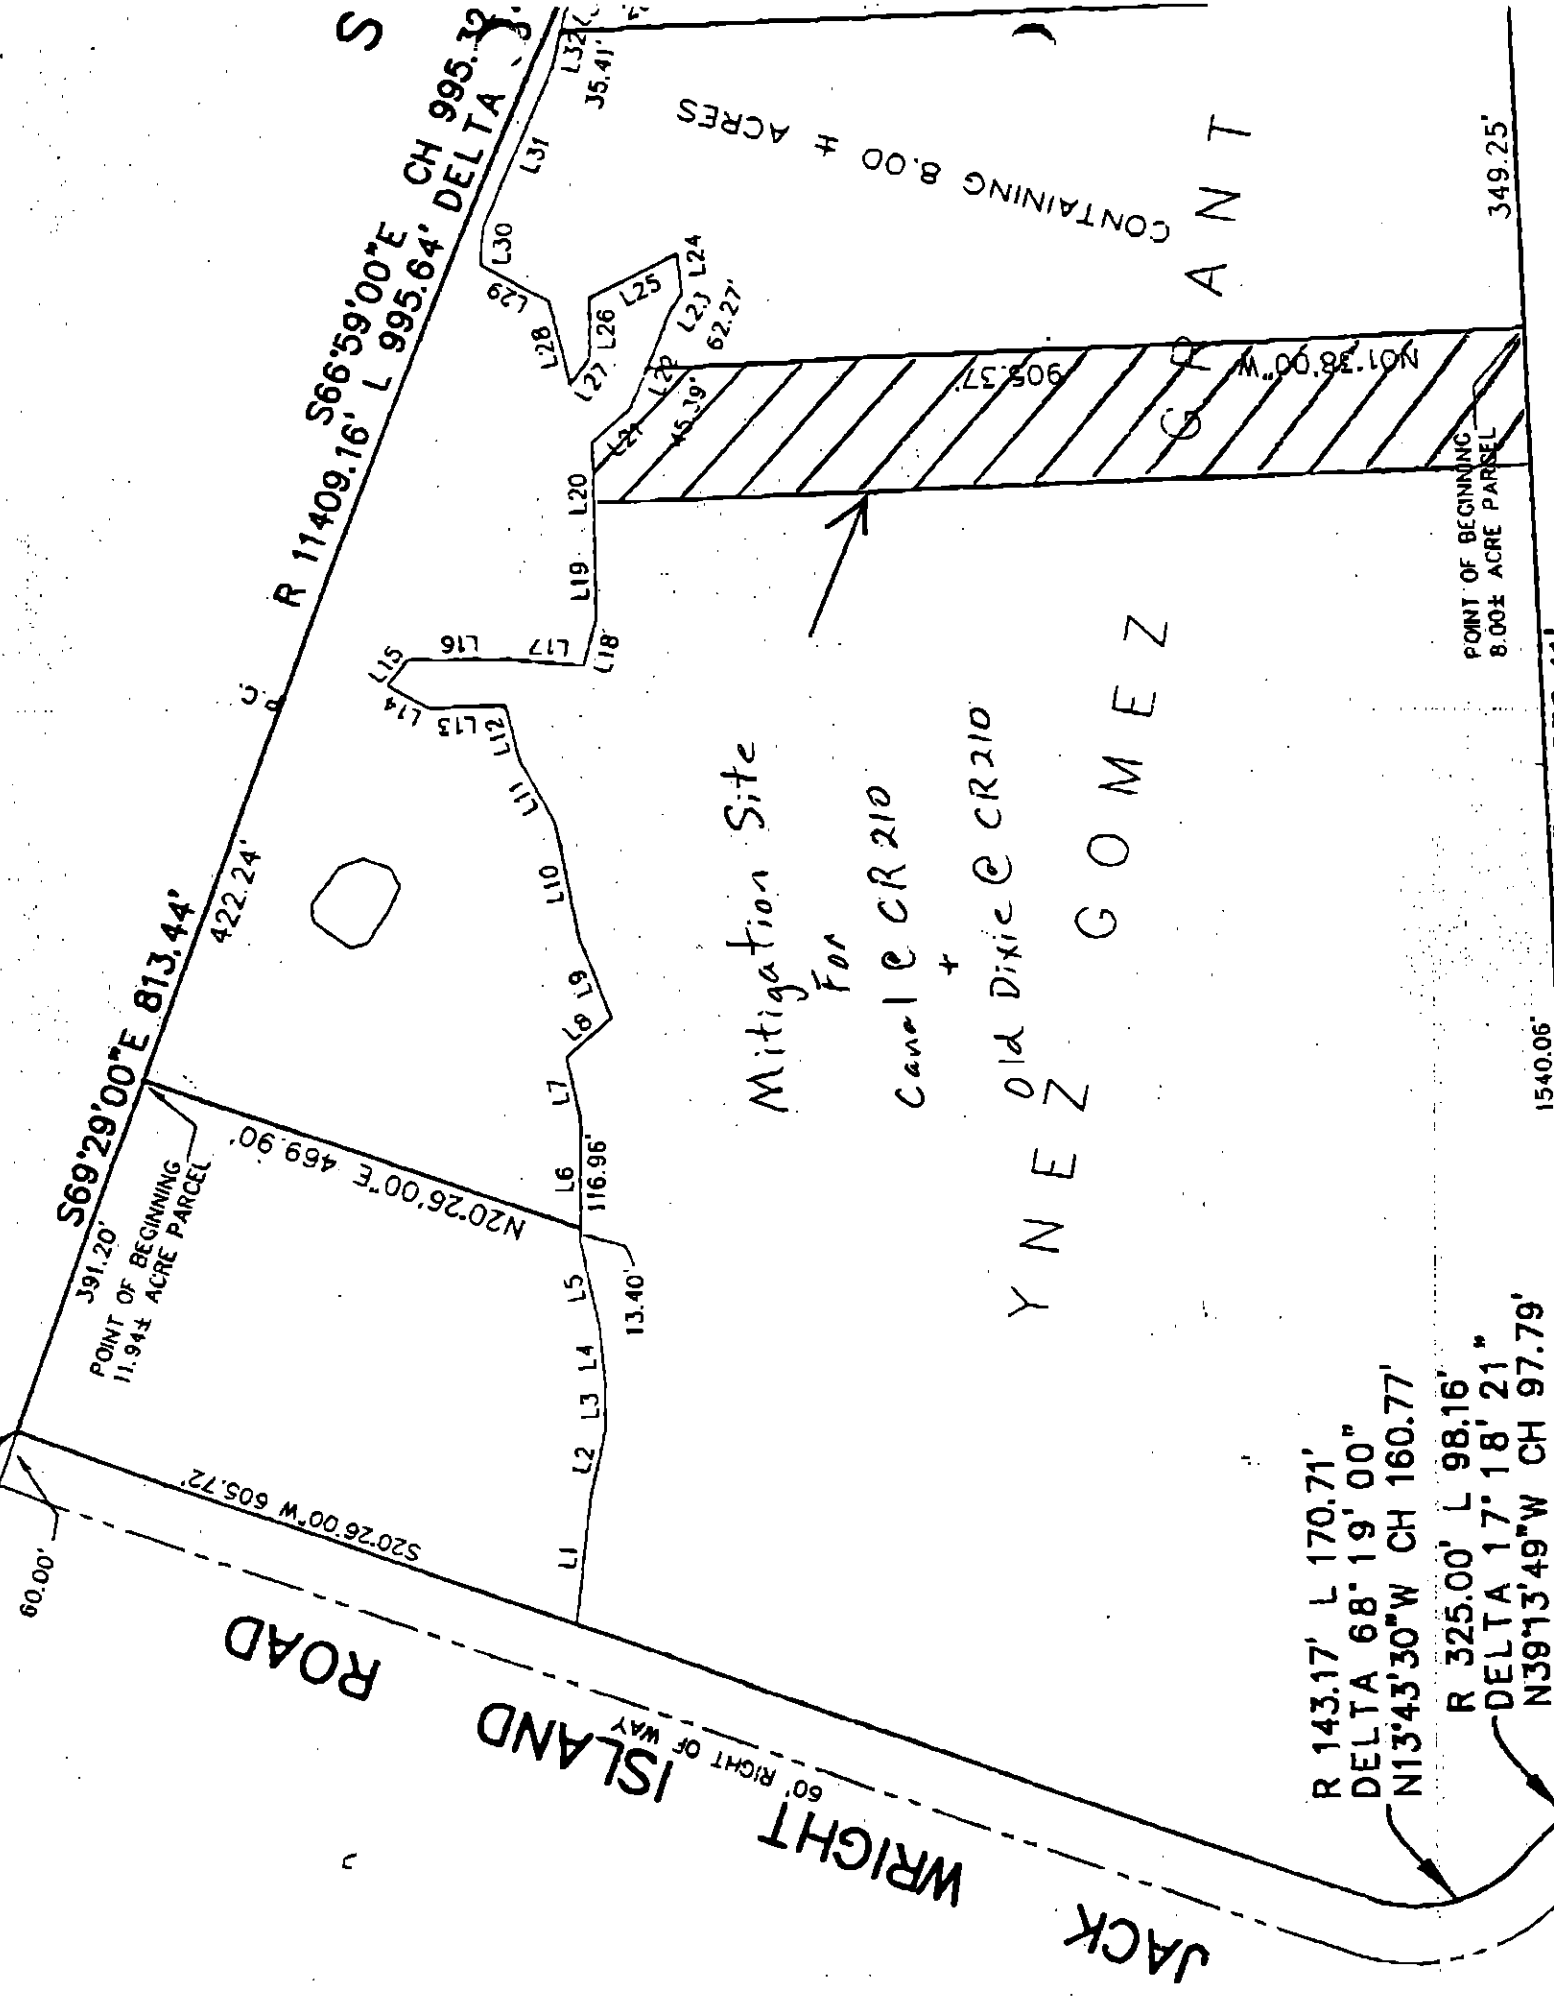 S
S66°59'00"E CH 995.32
R 11409.16' L 995.64' DELTA
S69°29'00"E 813.44'
422.24'
391.20'
POINT OF BEGINNING
11.94± ACRE PARCEL
60.00'
N20°26'00"E 469.90'
S20°26'00"W 605.72'
P.C.
L1
L2
L3
L4
L5
13.40'
L6
116.96'
L7
L8
L9
L10
L11
L12
L13
L14
L15
L16
L17
L18
L19
L20
L21
45.39'
L22
L23
62.27'
L24
L25
L26
L27
L28
L29
L30
L31
L32
35.41'
CONTAINING 8.00 ± ACRES
905.37'
N01°38'00"W
POINT OF BEGINNING
8.00± ACRE PARSEL
349.25'
1540.06'
Mitigation Site
For
Canal @ CR 210
+
Old Dixie @ CR210
YNEZ GOMEZ GRANT
JACK WRIGHT ISLAND ROAD
60' RIGHT OF WAY
R 143.17' L 170.71'
DELTA 68°19'00"
N13°43'30"W CH 160.77'
R 325.00' L 98.16'
DELTA 17°18'21"
N39°13'49"W CH 97.79'